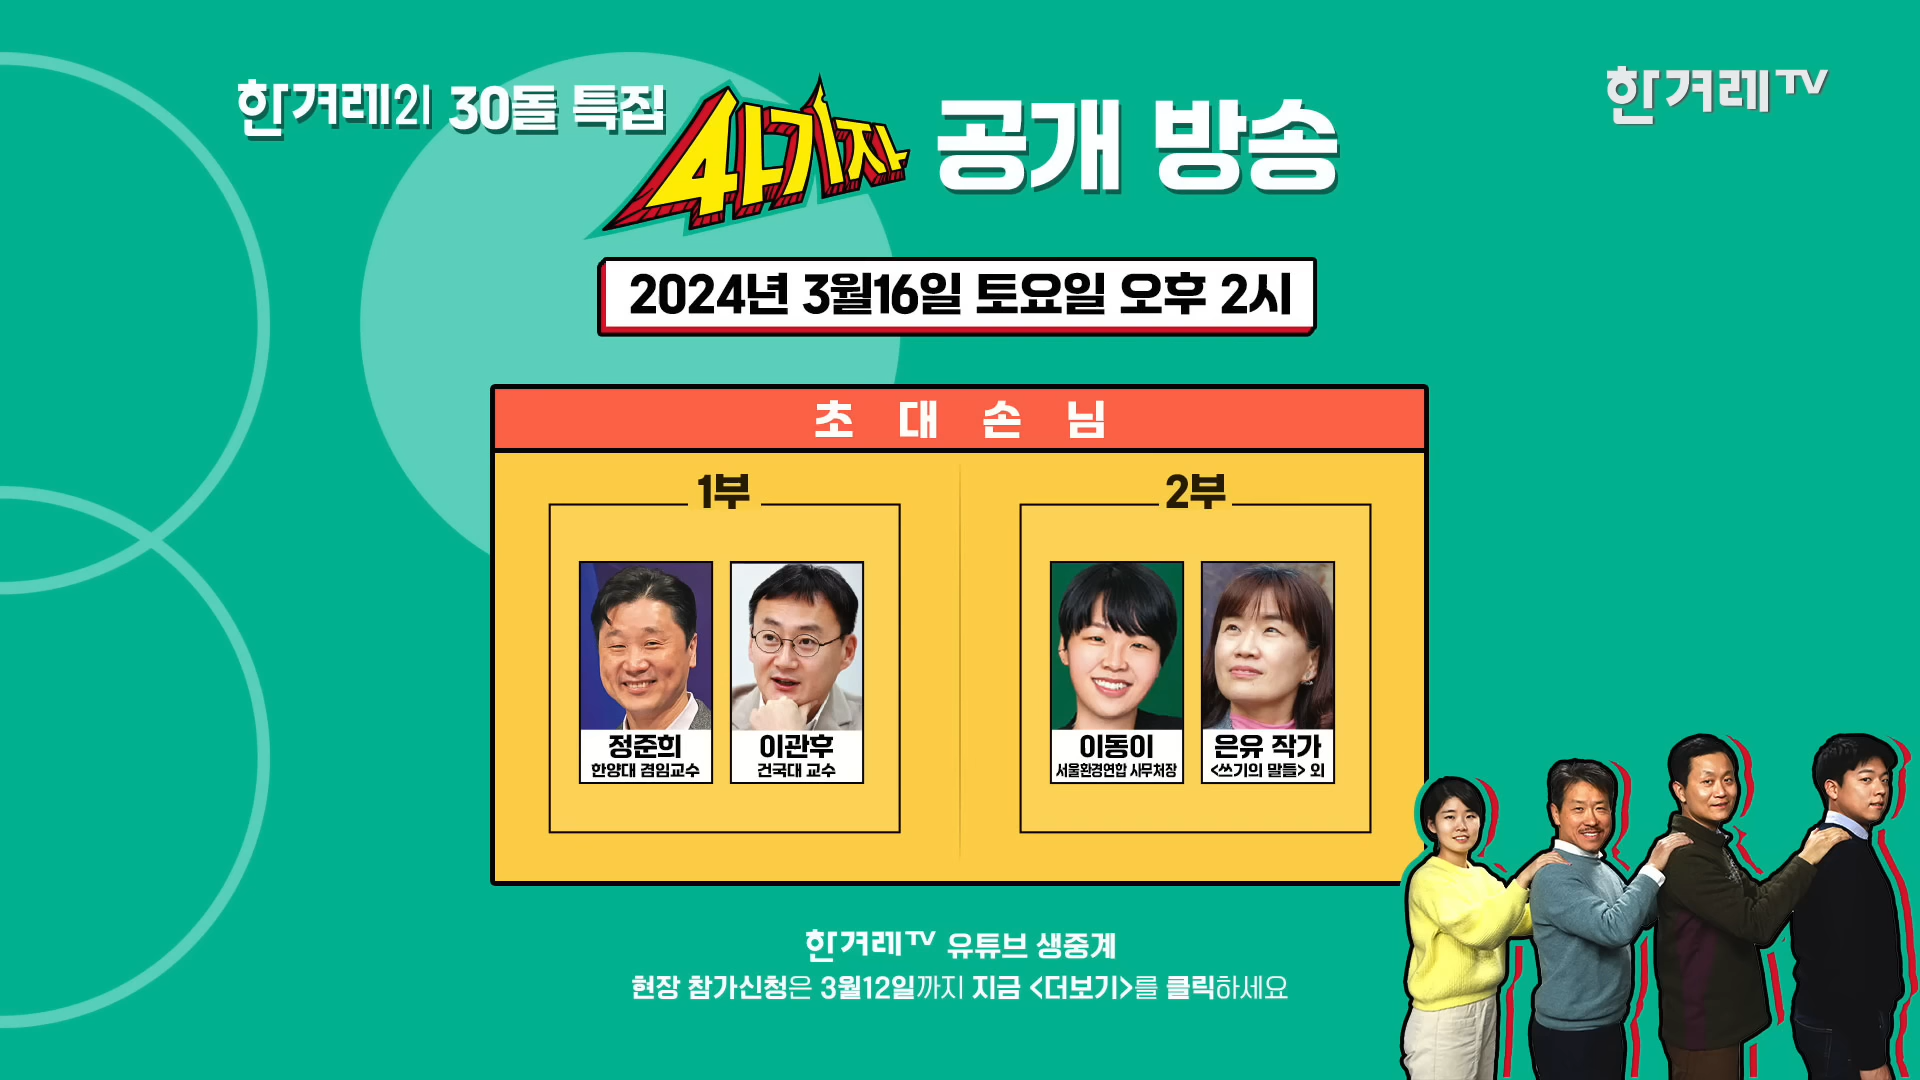 한겨레21 30돌 특집 4사기자 공개 방송
한겨레TV
2024년 3월16일 토요일 오후 2시
초대손님
1부
2부
정준희
한양대 겸임교수
이관후
건국대 교수
이동이
서울환경연합 사무처장
은유 작가
<쓰기의 말들> 외
한겨레TV 유튜브 생중계
현장 참가신청은 3월12일까지 지금 <더보기>를 클릭하세요